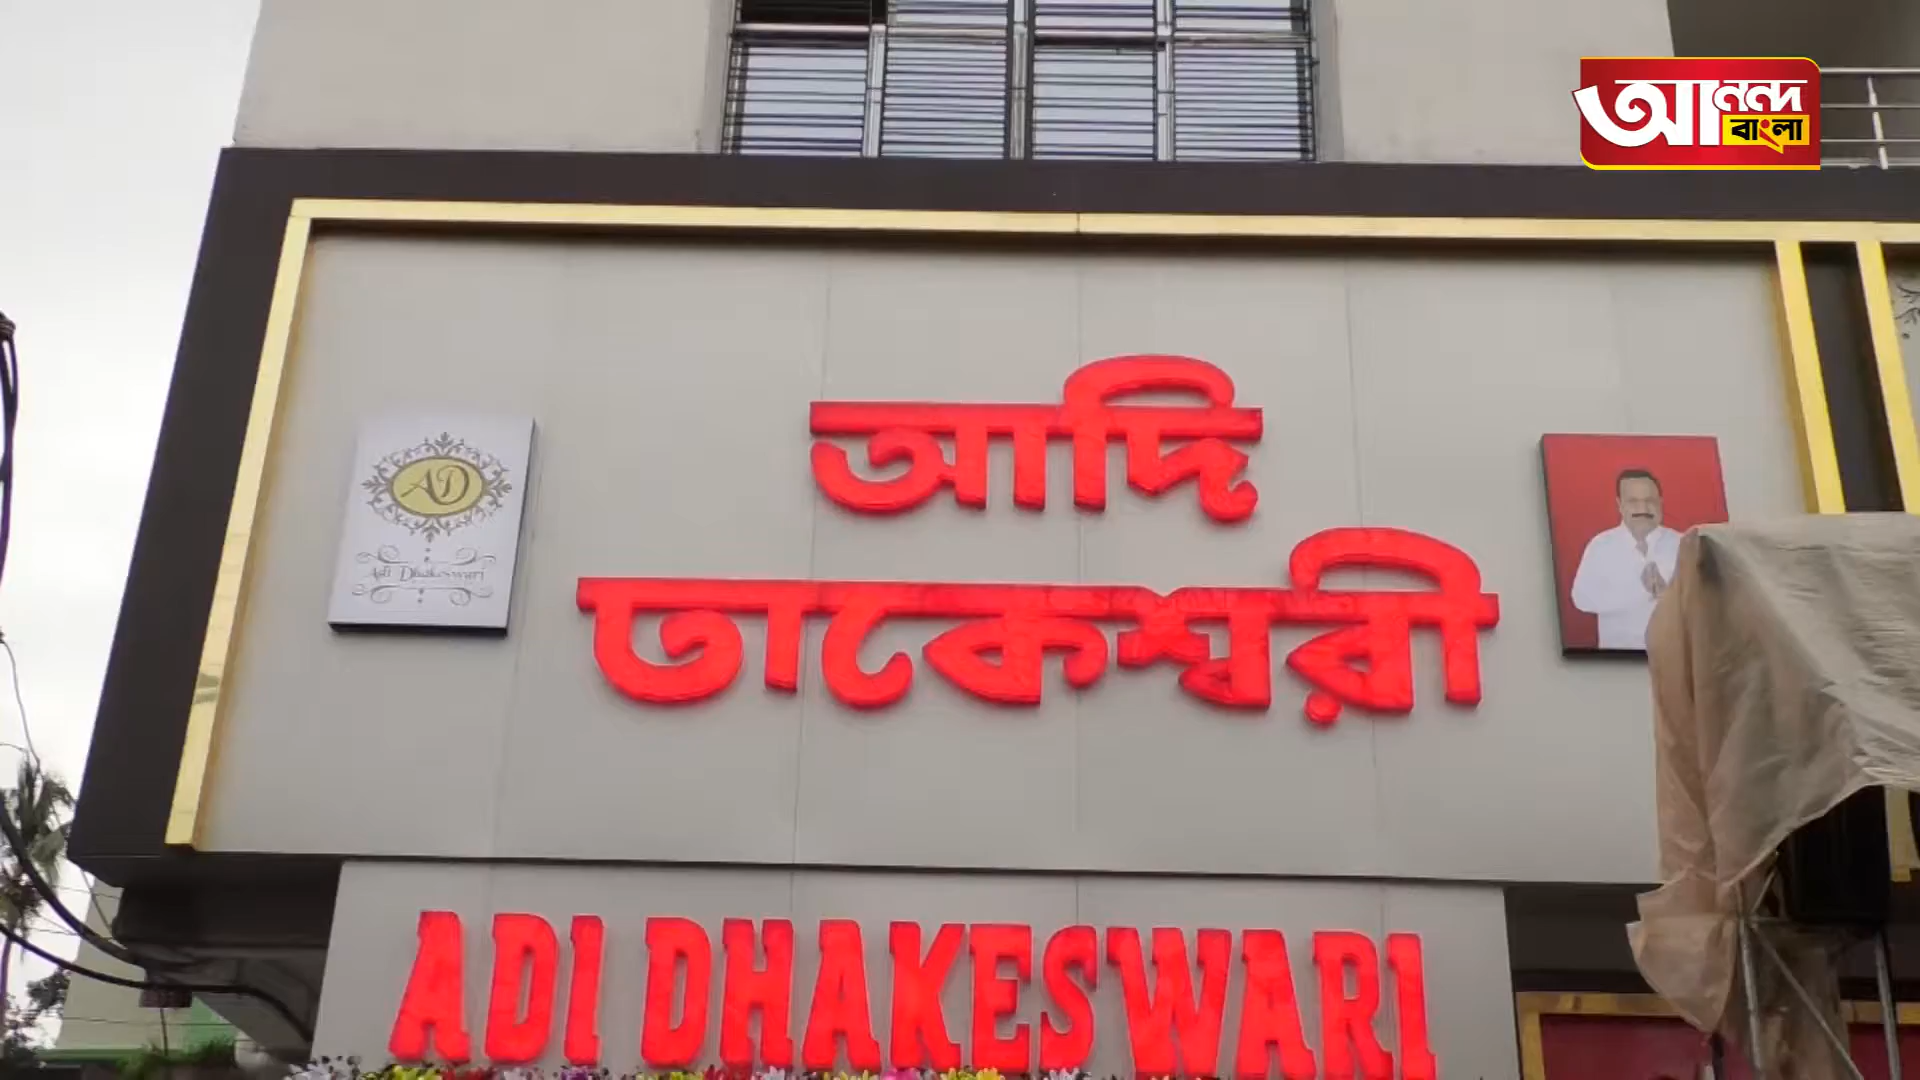 আনন্দ
বাংলা
আদি
ঢাকেশ্বরী
AD
Adi Dhakeswari
ADI DHAKESWARI